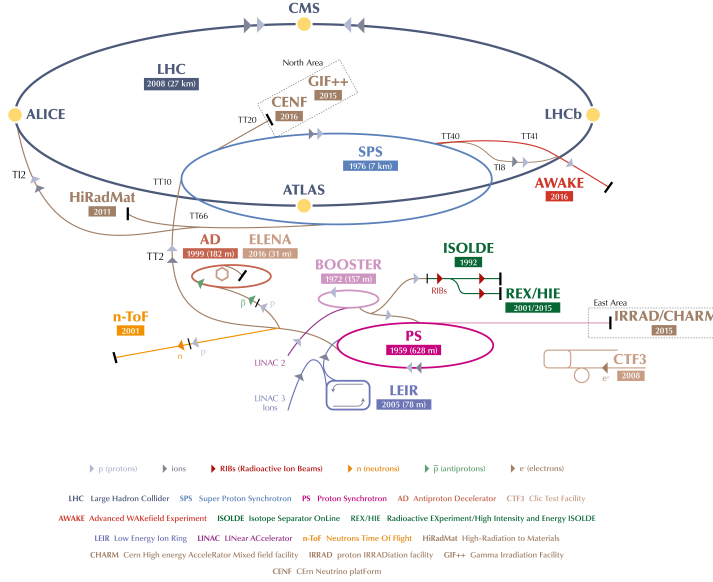 CMS
North Area
LHC
2008 (27 km)
GIF++
2015
CENF
2016
ALICE
LHCb
TT20
TT40
TT41
SPS
1976 (7 km)
TI2
TT10
TI8
HiRadMat
2011
ATLAS
AWAKE
2016
TT66
AD
1999 (182 m)
ELENA
2016 (31 m)
TT2
ISOLDE
1992
BOOSTER
1972 (157 m)
RIBs
REX/HIE
2001/2015
p
p̅
East Area
n-ToF
2001
IRRAD/CHARM
2015
PS
1959 (628 m)
n
p
LINAC 2
CTF3
2008
e-
LEIR
2005 (78 m)
LINAC 3
Ions
p (protons) ions RIBs (Radioactive Ion Beams) n (neutrons) p̅ (antiprotons) e- (electrons)
LHC Large Hadron Collider SPS Super Proton Synchrotron PS Proton Synchrotron AD Antiproton Decelerator CTF3 Clic Test Facility
AWAKE Advanced WAKefield Experiment ISOLDE Isotope Separator OnLine REX/HIE Radioactive EXperiment/High Intensity and Energy ISOLDE
LEIR Low Energy Ion Ring LINAC LINear ACcelerator n-ToF Neutrons Time Of Flight HiRadMat High-Radiation to Materials
CHARM Cern High energy AcceleRator Mixed field facility IRRAD proton IRRADiation facility GIF++ Gamma Irradiation Facility
CENF CErn Neutrino platForm